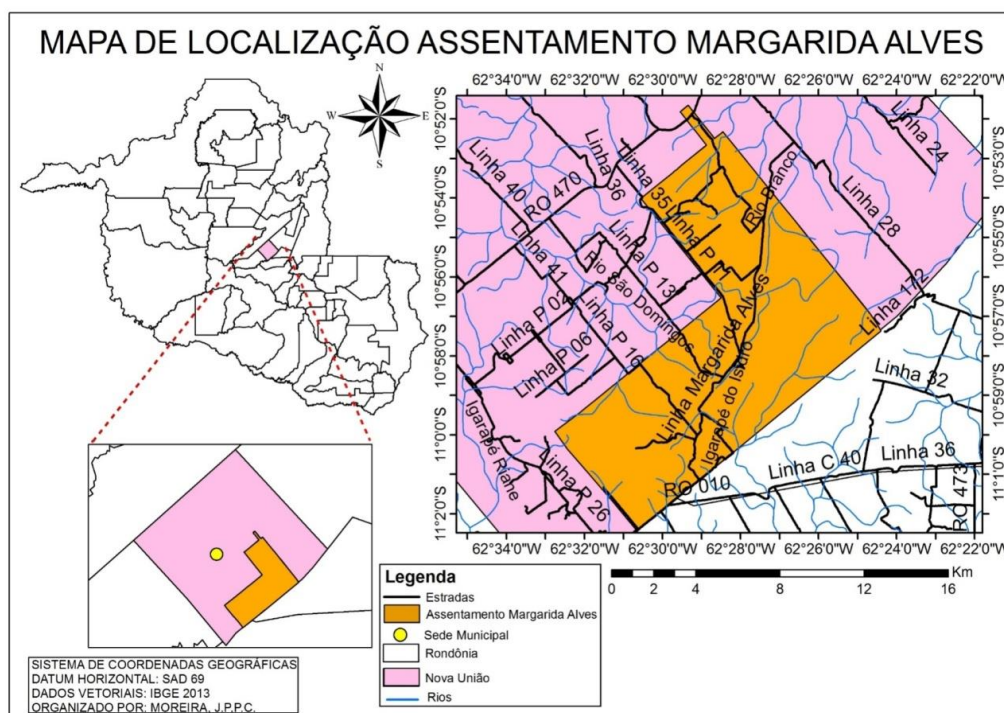 MAPA DE LOCALIZAÇÃO ASSENTAMENTO MARGARIDA ALVES
N
W
E
S
62°34'0"W 62°32'0"W 62°30'0"W 62°28'0"W 62°26'0"W 62°24'0"W 62°22'0"W
10°52'0"S
10°54'0"S
10°56'0"S
10°58'0"S
11°0'0"S
11°2'0"S
10°53'0"S
10°55'0"S
10°57'0"S
10°59'0"S
11°1'0"S
Linha 40
RO 470
Linha 36
Linha 35
Linha 24
Rio Branco
Linha 28
Linha 41
Linha P 13
Rio São Domingos
Linha P 02
Linha P 06
Linha P 16
Linha Margarida Alves
Igarapé do Isidro
Linha 172
Linha 32
Linha P 26
RO 010
Linha C 40
Linha 36
RO 473
62°34'0"W 62°32'0"W 62°30'0"W 62°28'0"W 62°26'0"W 62°24'0"W 62°22'0"W
Km
0 2 4 8 12 16
Legenda
Estradas
Assentamento Margarida Alves
Sede Municipal
Rondônia
Nova União
Rios
SISTEMA DE COORDENADAS GEOGRÁFICAS
DATUM HORIZONTAL: SAD 69
DADOS VETORIAIS: IBGE 2013
ORGANIZADO POR: MOREIRA, J.P.P.C.